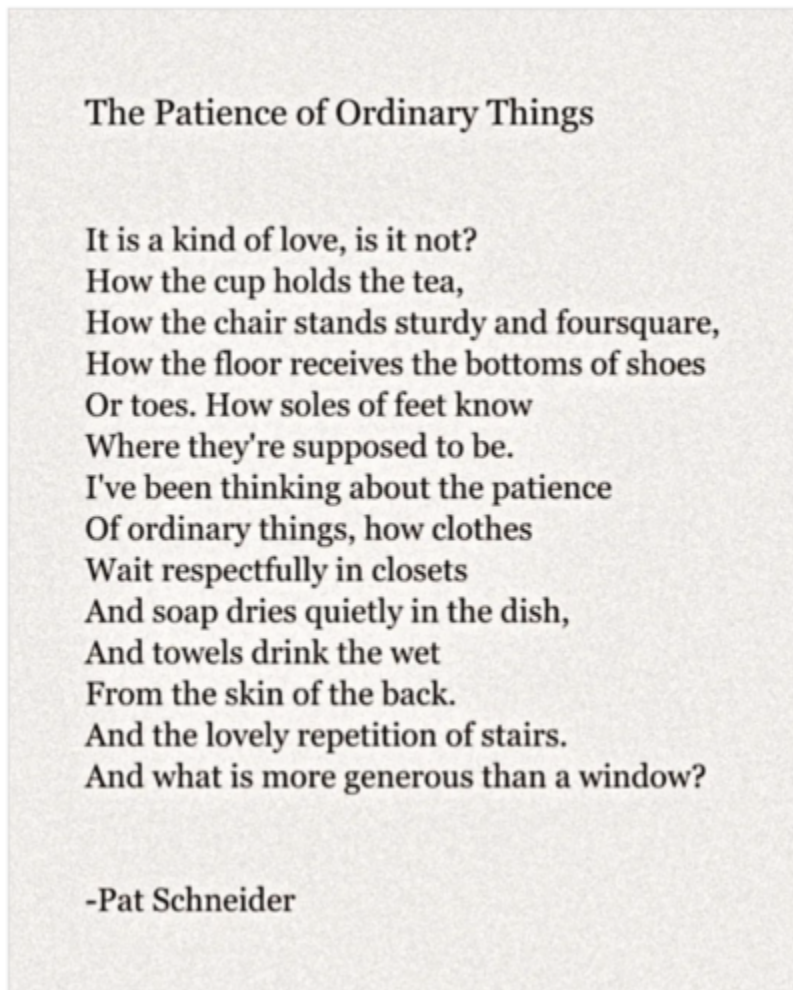 The Patience of Ordinary Things
It is a kind of love, is it not?
How the cup holds the tea,
How the chair stands sturdy and foursquare,
How the floor receives the bottoms of shoes
Or toes. How soles of feet know
Where they're supposed to be.
I've been thinking about the patience
Of ordinary things, how clothes
Wait respectfully in closets
And soap dries quietly in the dish,
And towels drink the wet
From the skin of the back.
And the lovely repetition of stairs.
And what is more generous than a window?
-Pat Schneider